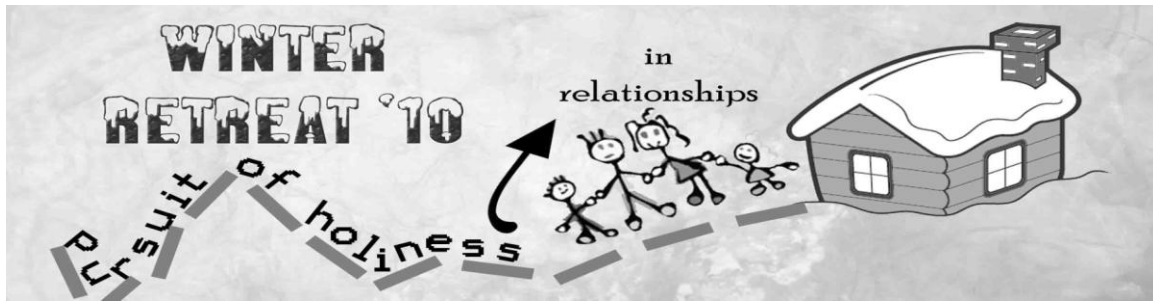 WINTER
RETREAT '10
in
relationships
pursuit of holiness